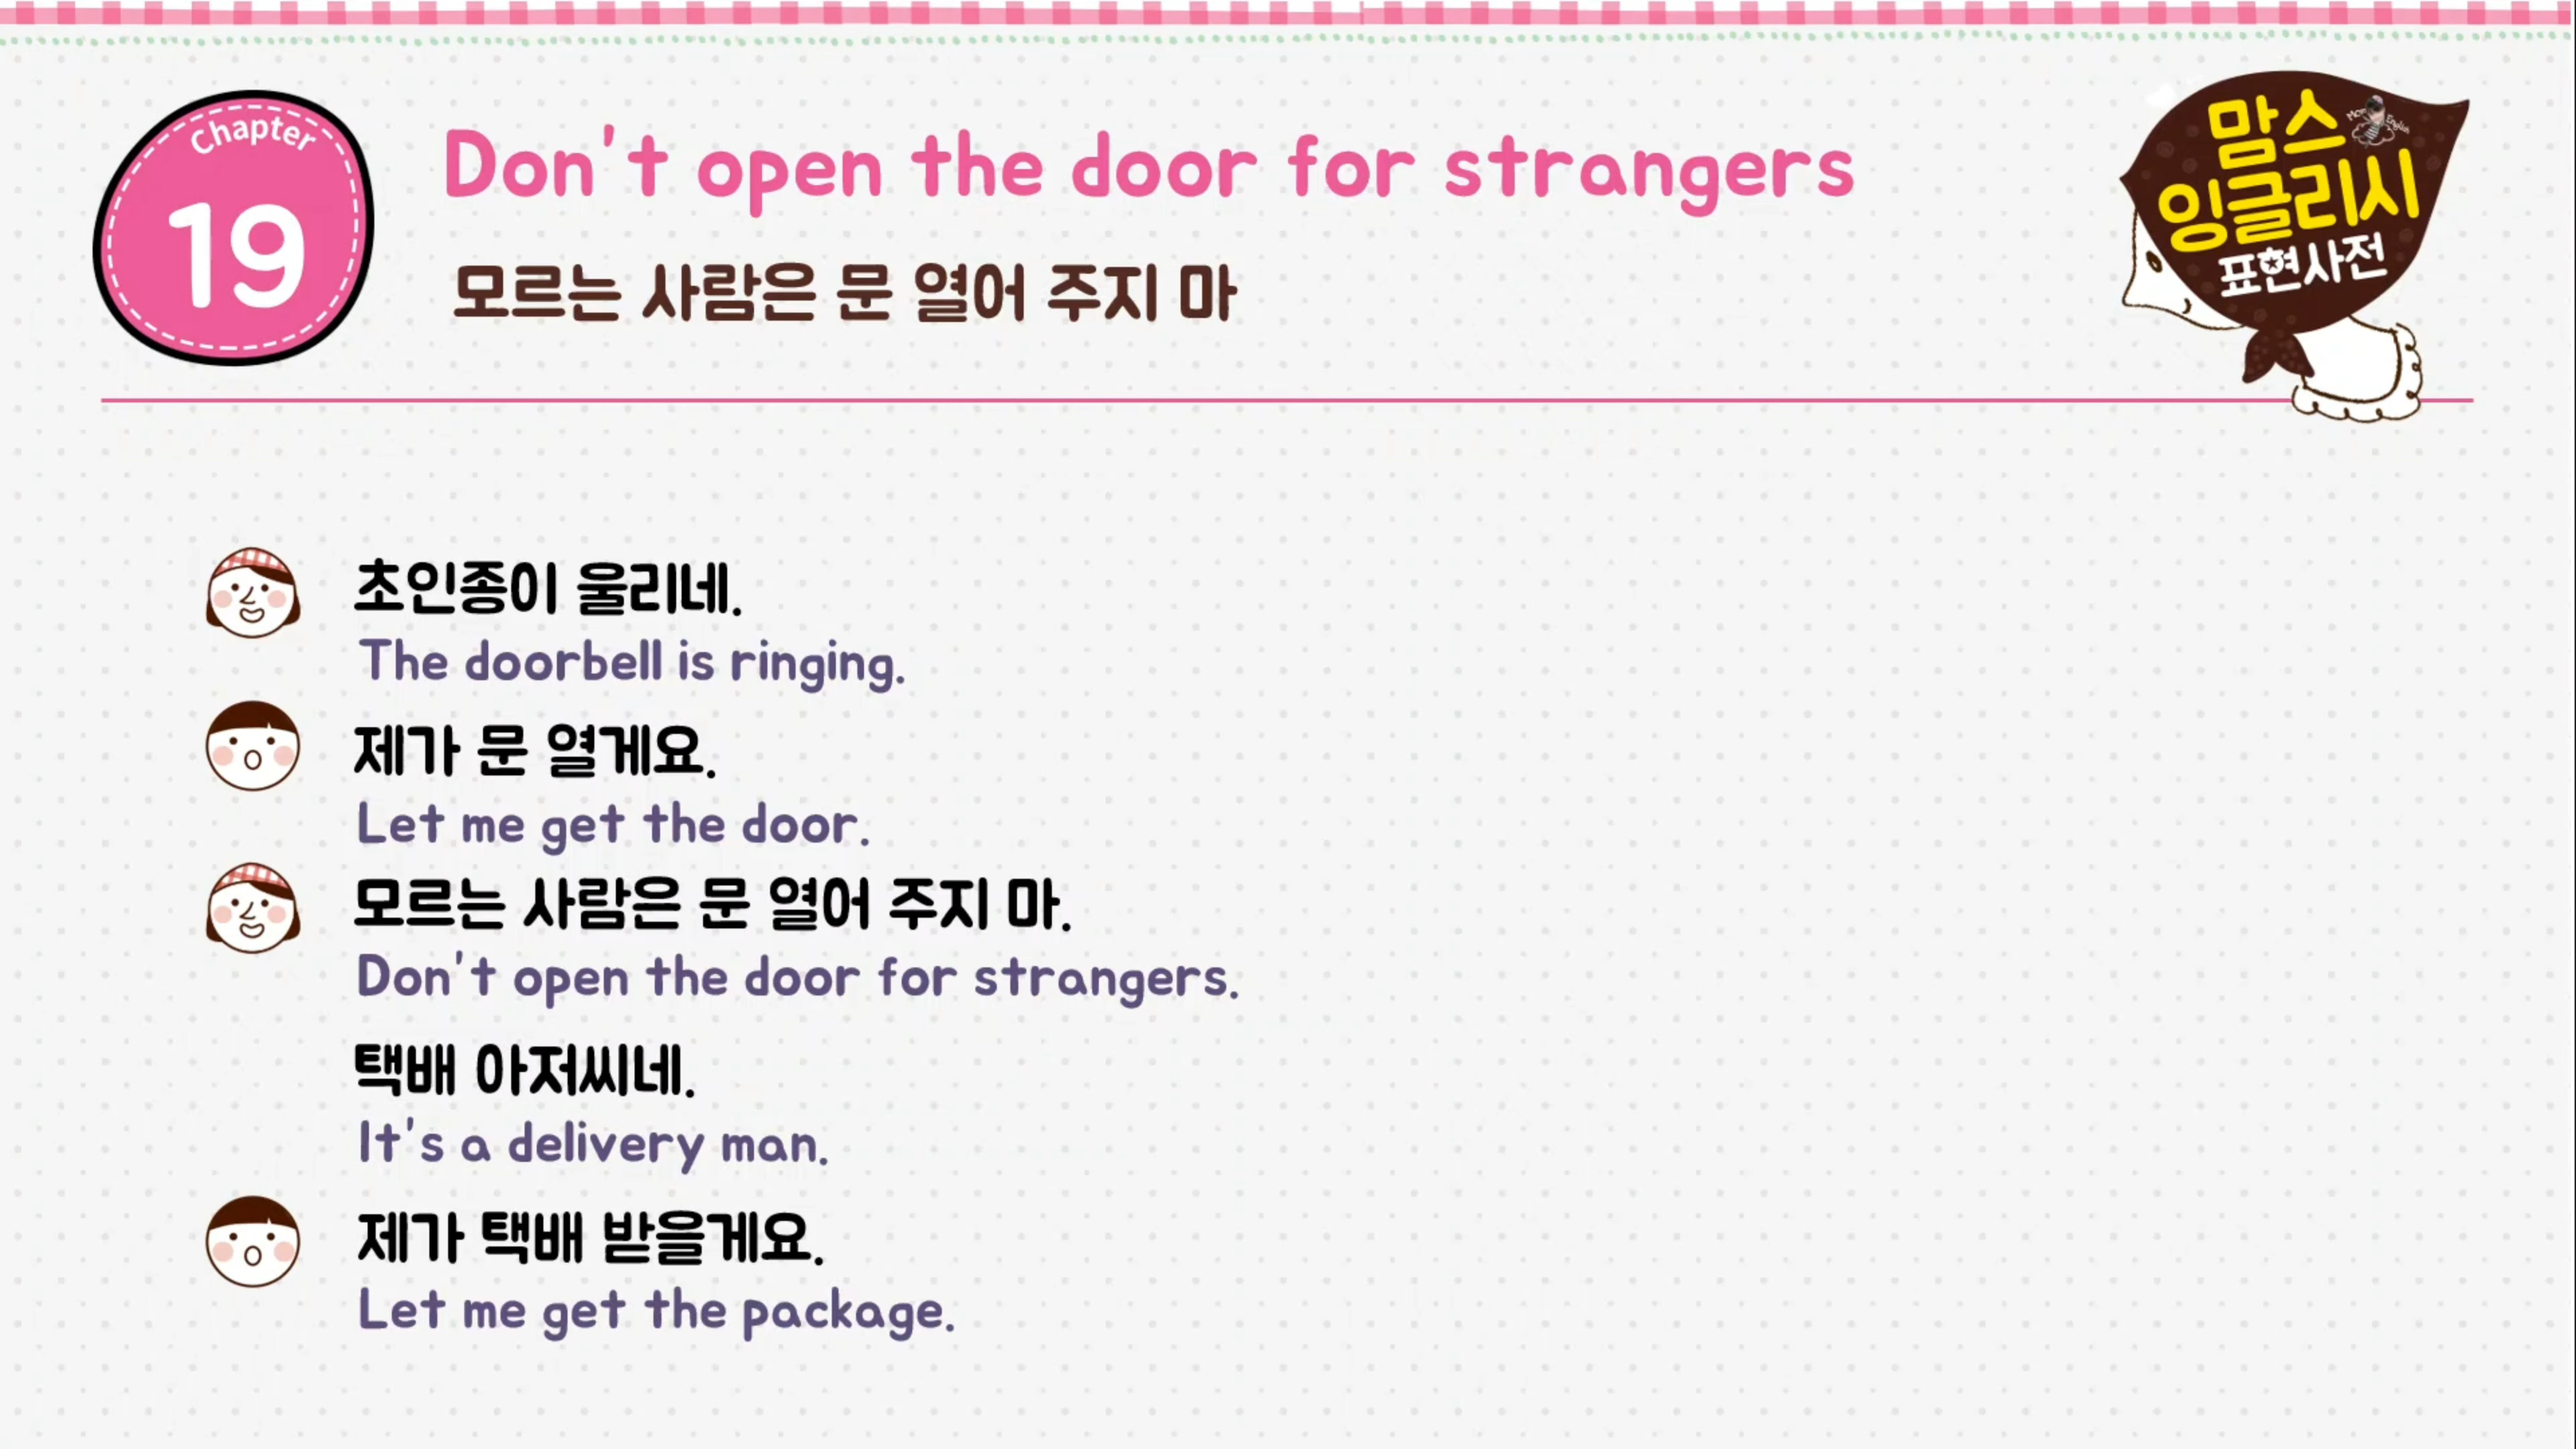 Chapter
19
Don't open the door for strangers
모르는 사람은 문 열어 주지 마
맘스
Mom English
잉글리시
표현사전
초인종이 울리네.
The doorbell is ringing.
제가 문 열게요.
Let me get the door.
모르는 사람은 문 열어 주지 마.
Don't open the door for strangers.
택배 아저씨네.
It's a delivery man.
제가 택배 받을게요.
Let me get the package.